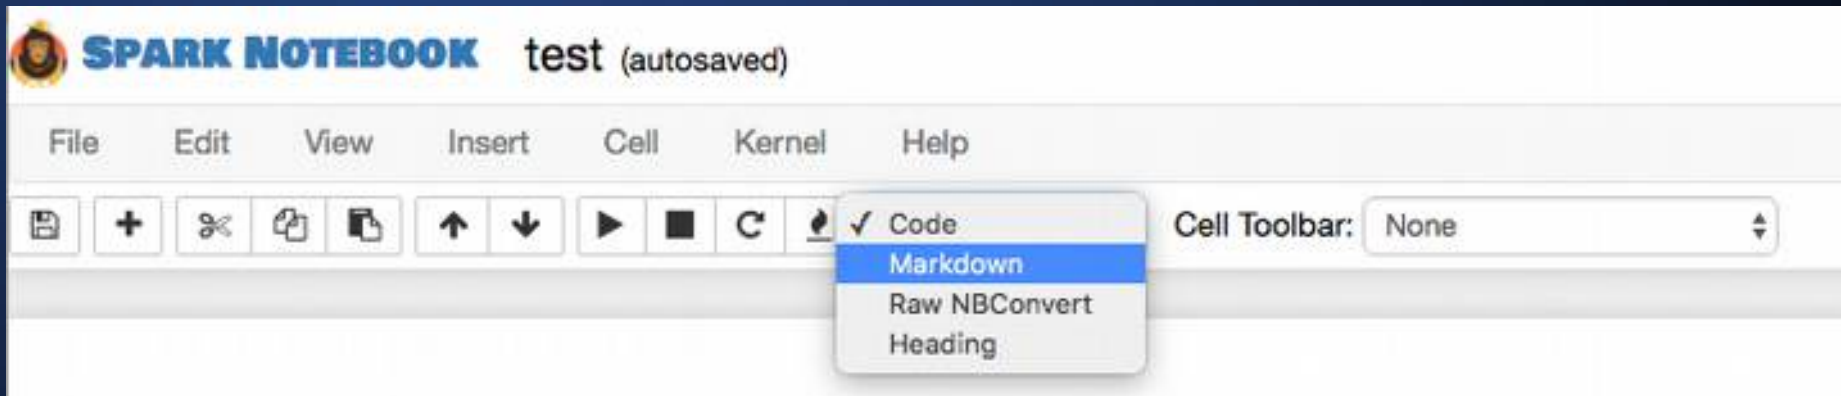 SPARK NOTEBOOK test (autosaved)
File Edit View Insert Cell Kernel Help
✓ Code Cell Toolbar: None
Markdown
Raw NBConvert
Heading